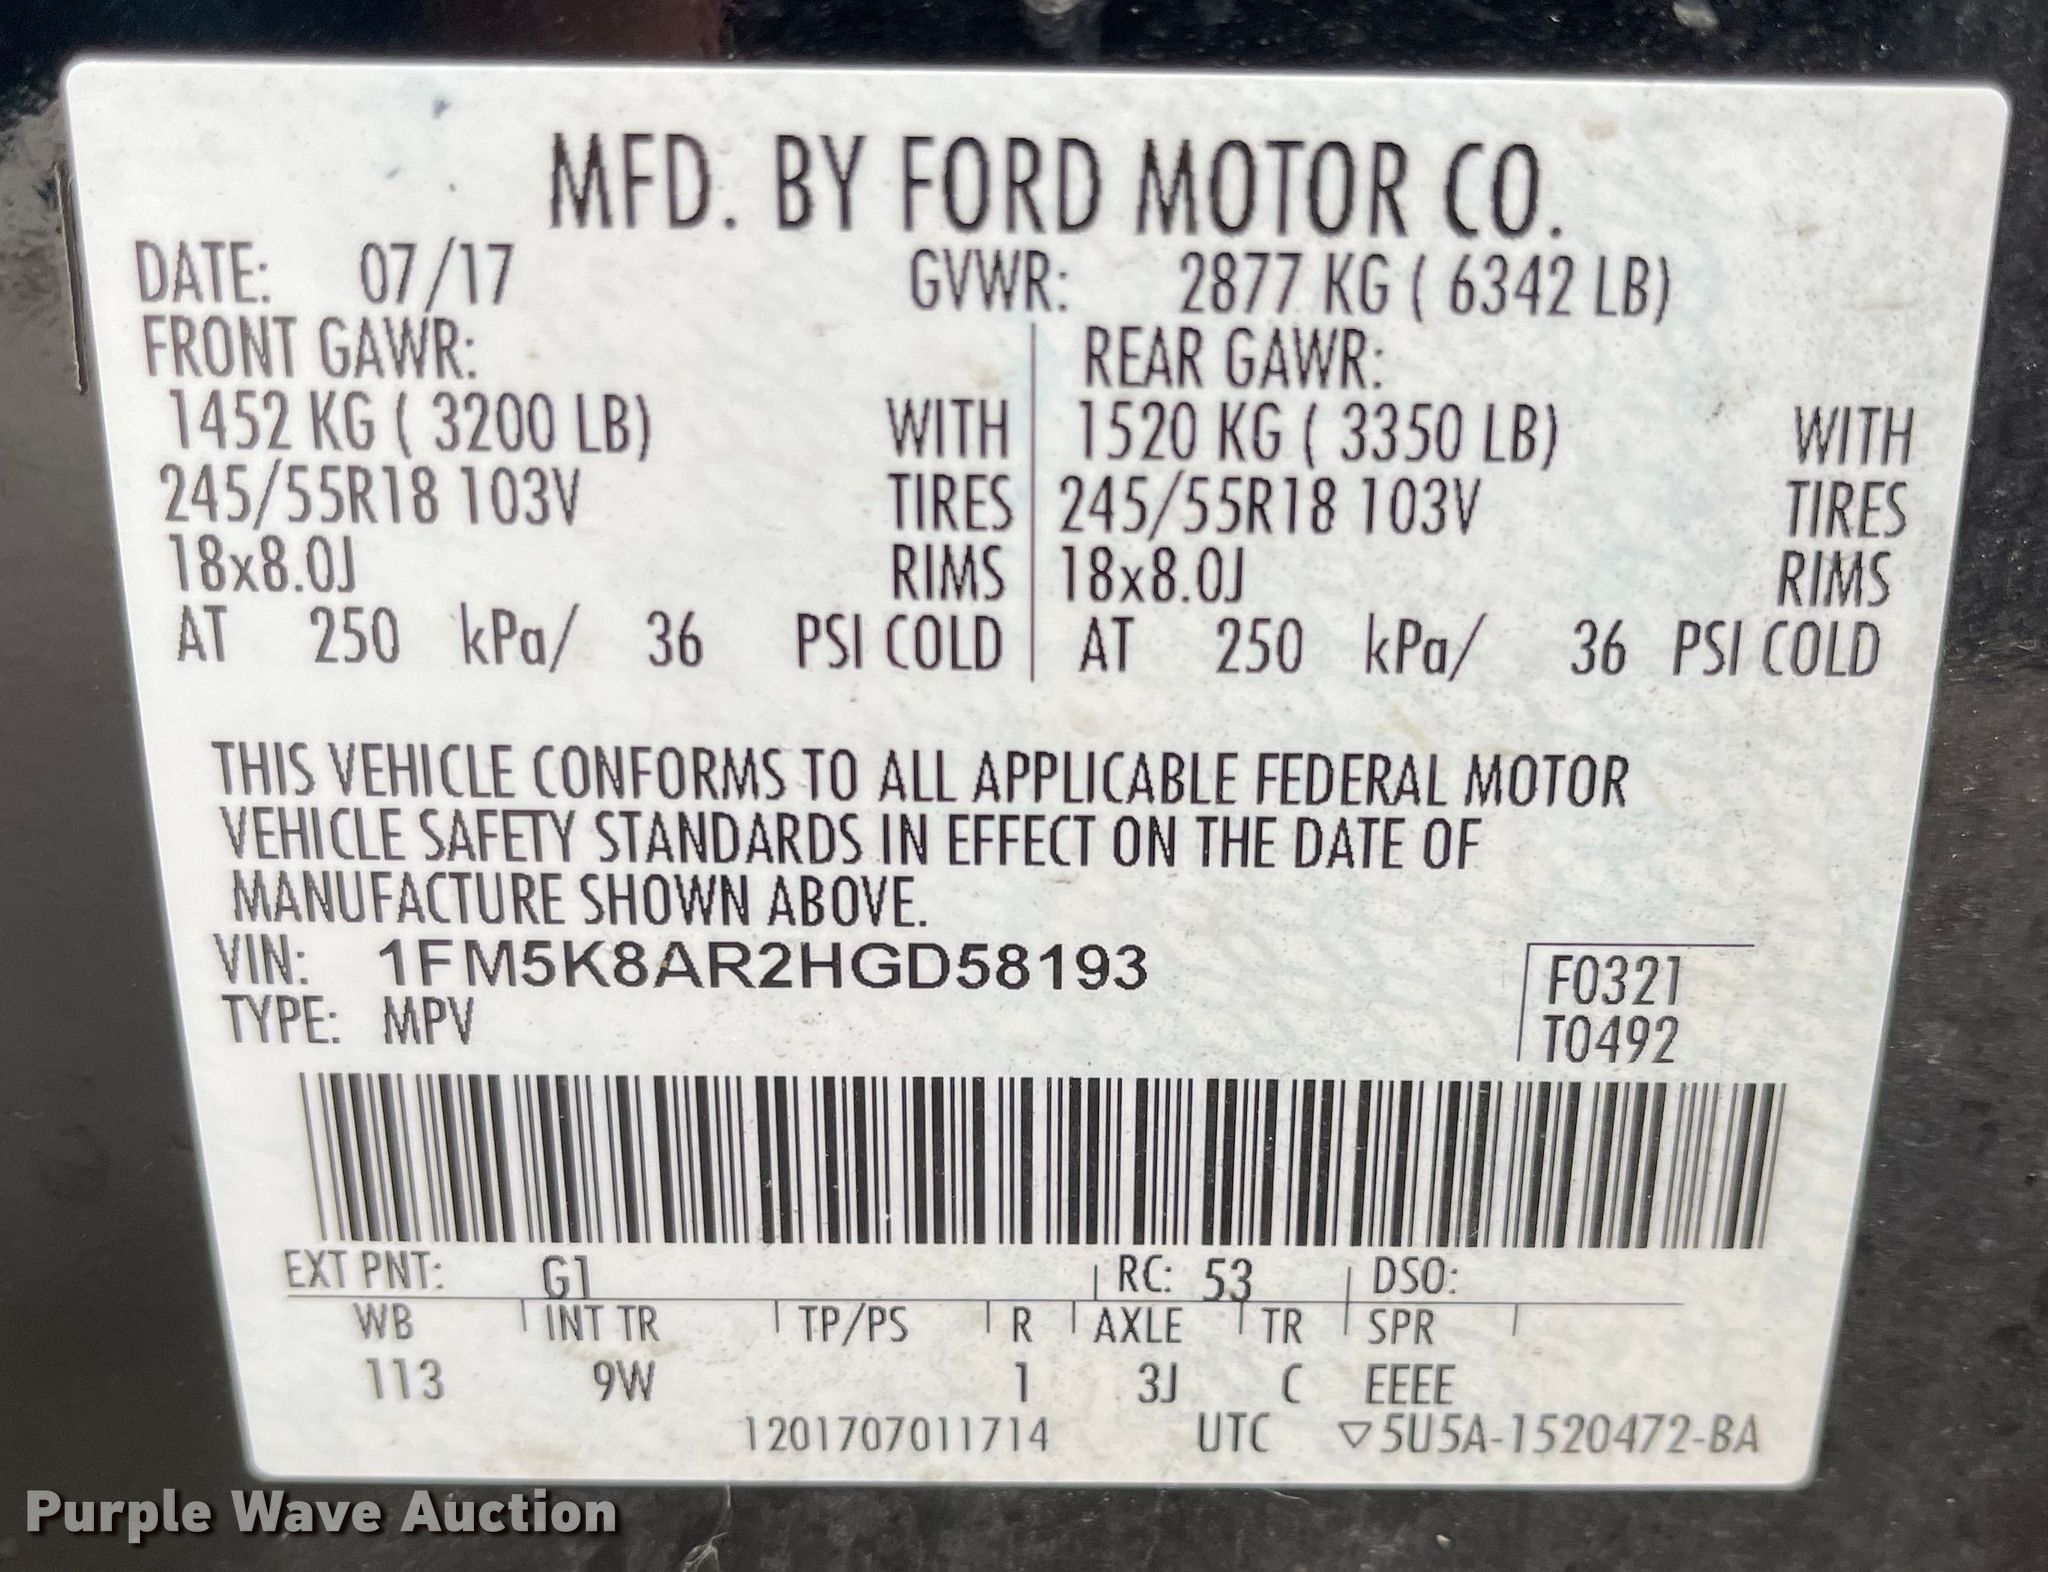 MFD. BY FORD MOTOR CO.
DATE: 07/17 GVWR: 2877 KG ( 6342 LB)
FRONT GAWR: REAR GAWR:
1452 KG ( 3200 LB) WITH 1520 KG ( 3350 LB) WITH
245/55R18 103V TIRES 245/55R18 103V TIRES
18x8.0J RIMS 18x8.0J RIMS
AT 250 kPa/ 36 PSI COLD AT 250 kPa/ 36 PSI COLD
THIS VEHICLE CONFORMS TO ALL APPLICABLE FEDERAL MOTOR
VEHICLE SAFETY STANDARDS IN EFFECT ON THE DATE OF
MANUFACTURE SHOWN ABOVE.
VIN: 1FM5K8AR2HGD58193 F0321
TYPE: MPV T0492
EXT PNT: G1 RC: 53 DSO:
WB INT TR TP/PS R AXLE TR SPR
113 9W 1 3J C EEEE
1201707011714 UTC ▽5U5A-1520472-BA
Purple Wave Auction